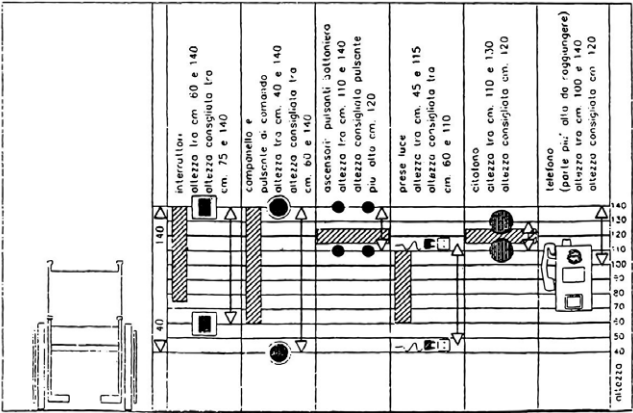 interruttori
altezza tra cm. 60 e 140
altezza consigliata tra
cm. 75 e 140
campanello e
pulsante di comando
altezza tra cm. 40 e 140
altezza consigliata tra
cm. 60 e 140
ascensori pulsanti bottoniera
altezza tra cm. 110 e 140
altezza consigliata pulsante
piu alto cm. 120
prese luce
altezza tra cm. 45 e 115
altezza consigliata tra
cm. 60 e 110
citofono
altezza tra cm. 110 e 130
altezza consigliata cm. 120
telefono
(parte piu' alta da raggiungere)
altezza tra cm. 100 e 140
altezza consigliata cm 120
140
40
140
130
120
110
100
90
80
70
60
50
40
altezza